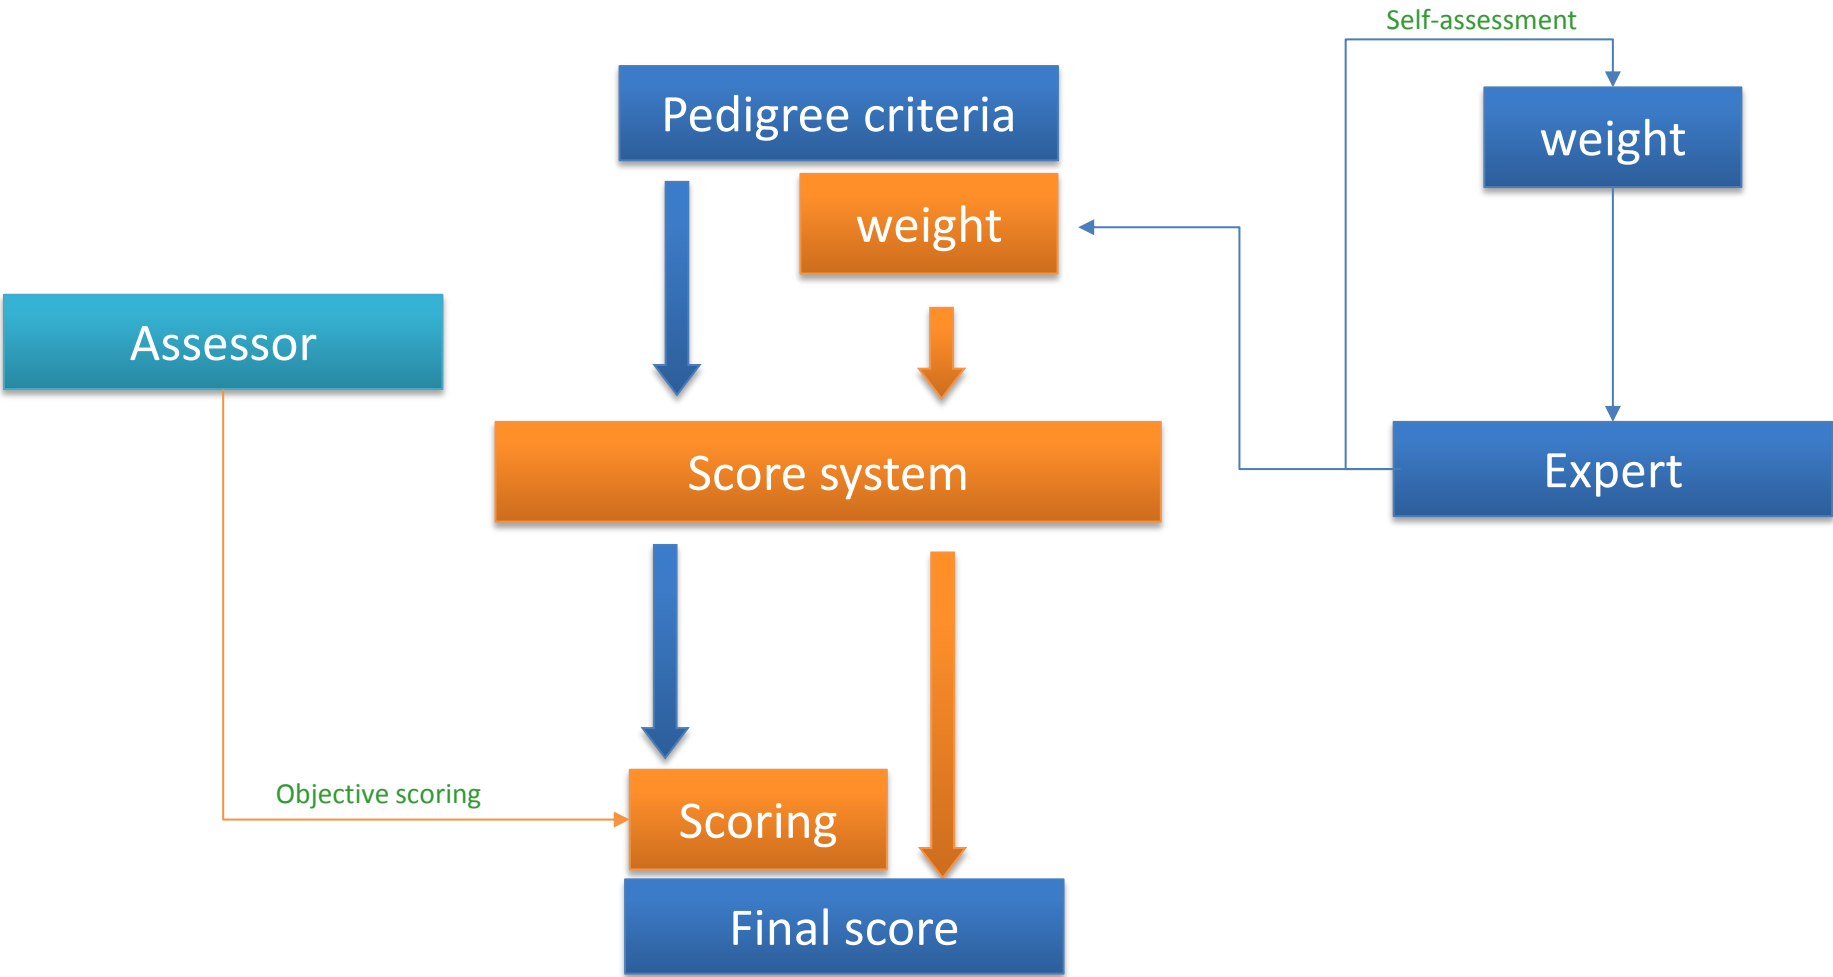 Self-assessment
Pedigree criteria
weight
weight
Assessor
Score system
Expert
Objective scoring
Scoring
Final score